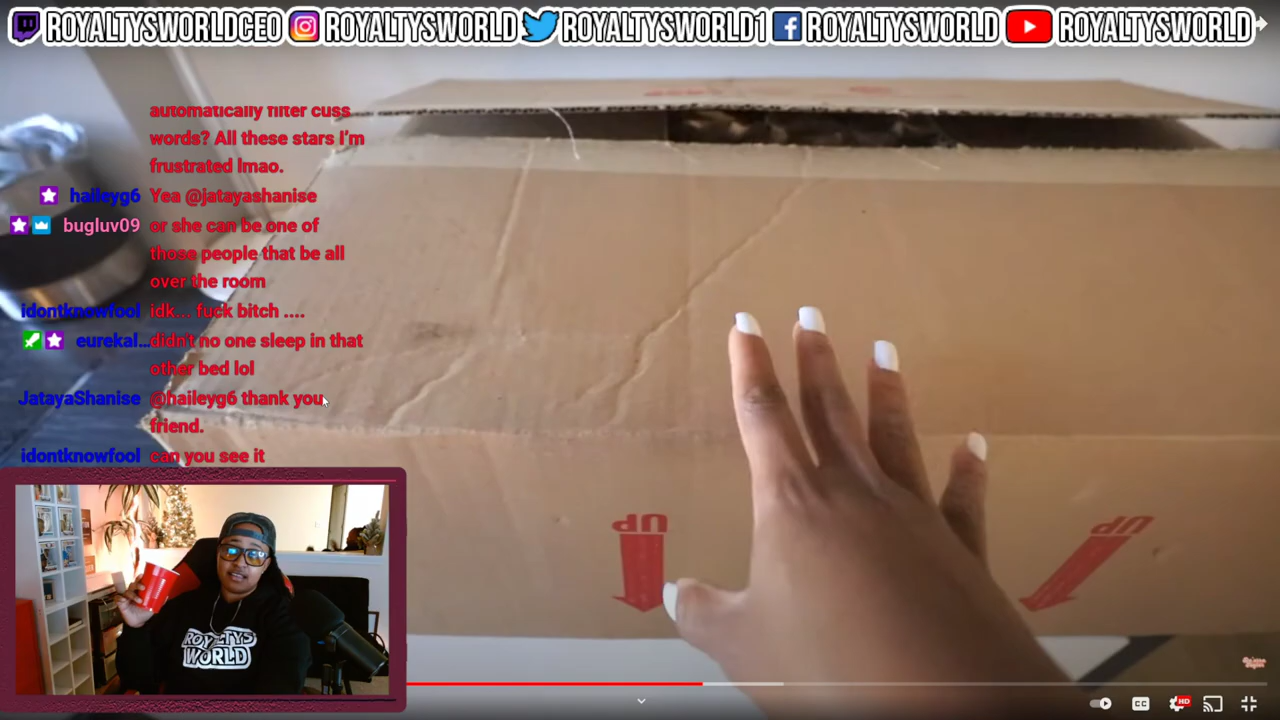 ROYALTYSWORLDCEO ROYALTYSWORLD ROYALTYSWORLD1 ROYALTYSWORLD ROYALTYSWORLD
automatically filter cuss
words? All these stars I'm
frustrated lmao.
haileyg6 Yea @jatayashanise
bugluv09 or she can be one of
those people that be all
over the room
idontknowfool idk... fuck bitch ....
eurekal... didn't no one sleep in that
other bed lol
JatayaShanise @haileyg6 thank you
friend.
idontknowfool can you see it
UP UP
ROYALTYS
WORLD
CC HD